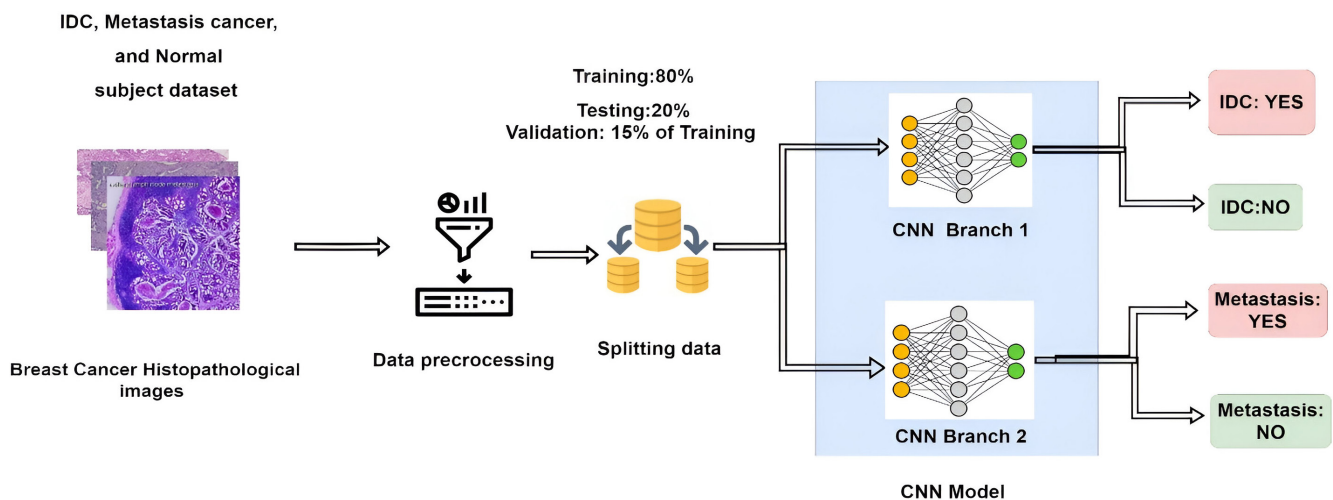 IDC, Metastasis cancer,
and Normal
subject dataset
Breast Cancer Histopathological
images
Data precrocessing
Training:80%
Testing:20%
Validation: 15% of Training
Splitting data
CNN  Branch 1
CNN Branch 2
CNN Model
IDC: YES
IDC:NO
Metastasis:
YES
Metastasis:
NO